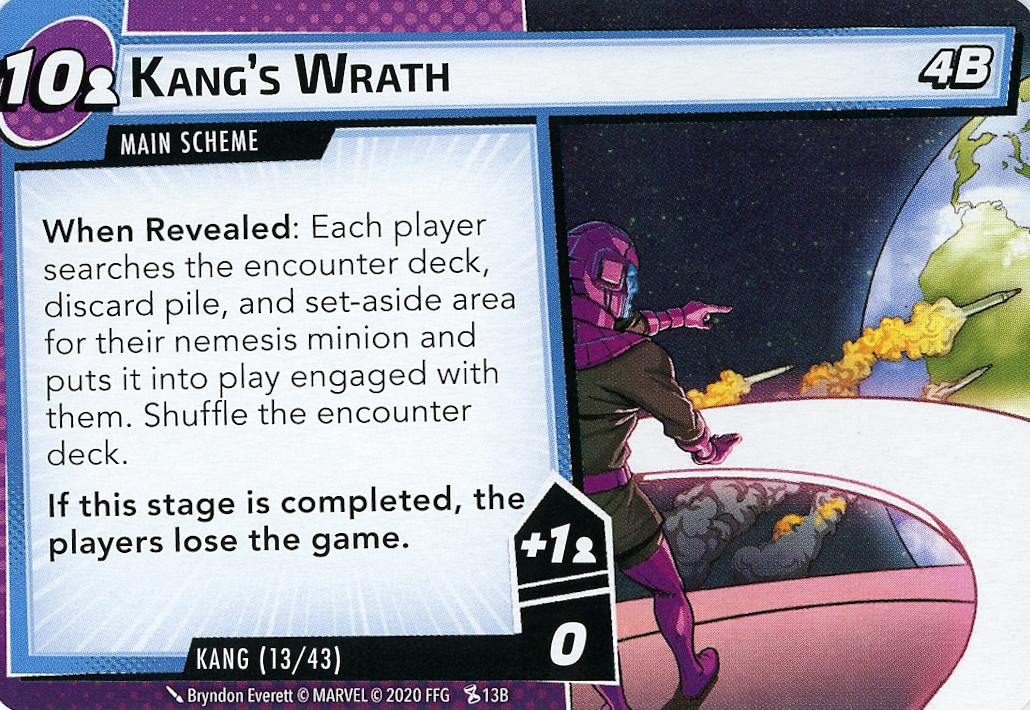 10
KANG'S WRATH
4B
MAIN SCHEME
When Revealed: Each player
searches the encounter deck,
discard pile, and set-aside area
for their nemesis minion and
puts it into play engaged with
them. Shuffle the encounter
deck.
If this stage is completed, the
players lose the game.
+1
0
KANG (13/43)
Bryndon Everett © MARVEL © 2020 FFG 13B